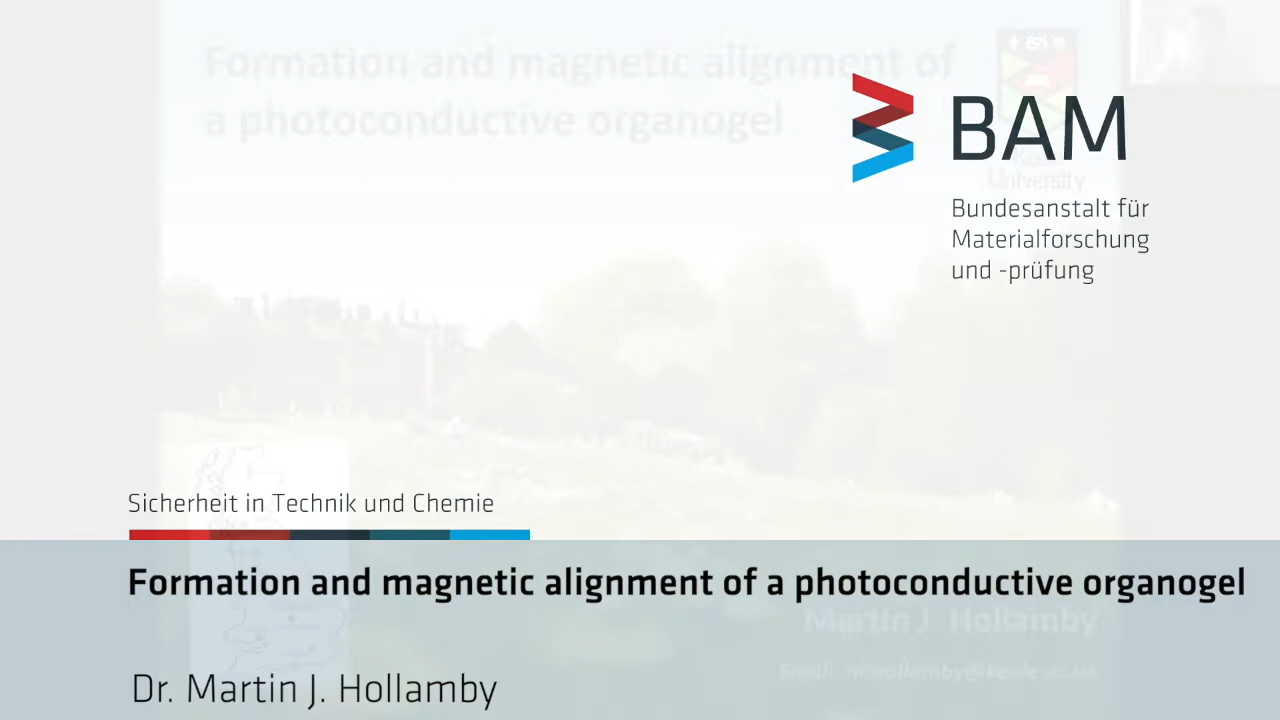 Formation and magnetic alignment of
a photoconductive organogel
BAM
University
Bundesanstalt für
Materialforschung
und -prüfung
Sicherheit in Technik und Chemie
Formation and magnetic alignment of a photoconductive organogel
Martin J. Hollamby
Dr. Martin J. Hollamby